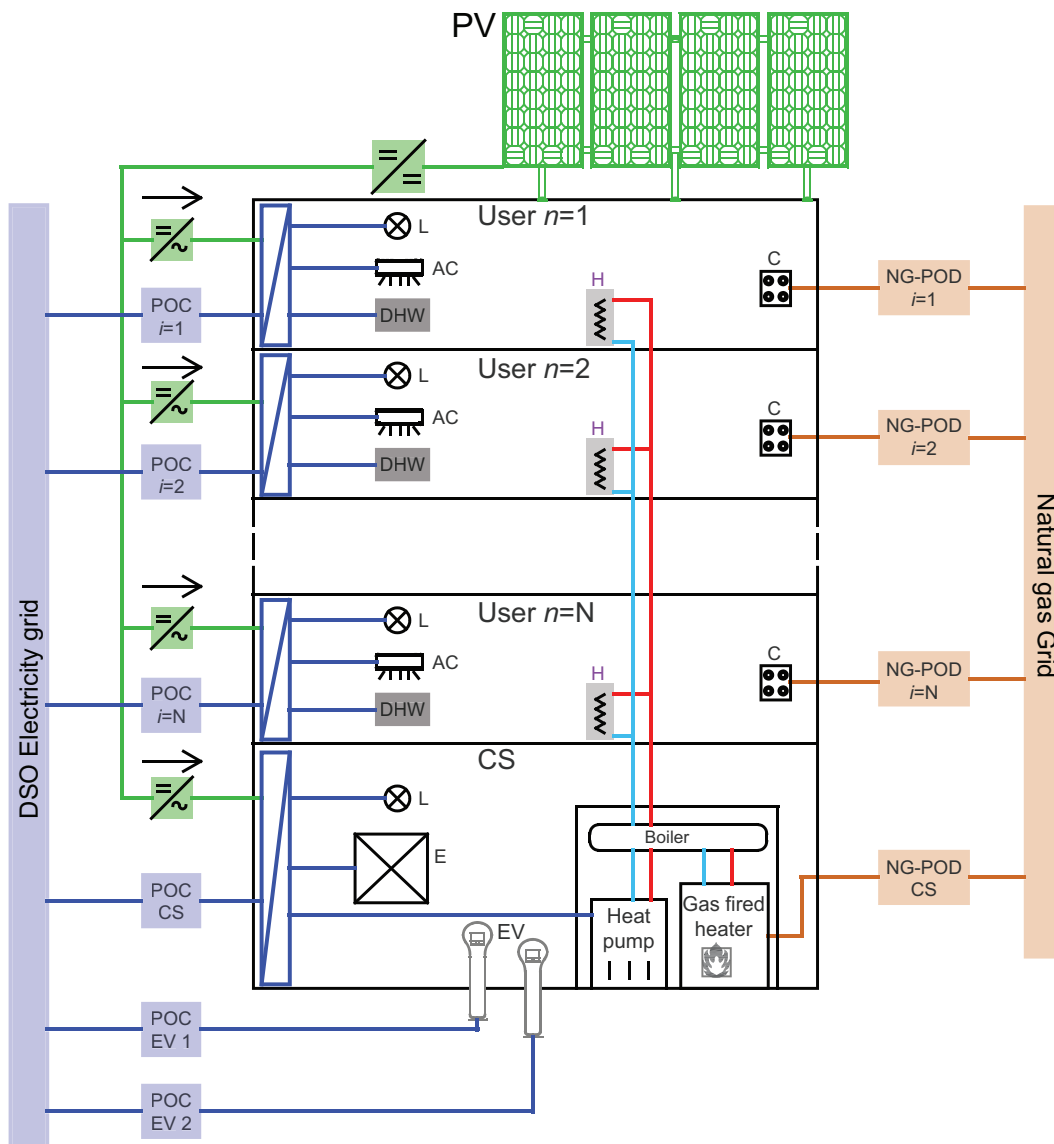 PV
User n=1
L
AC
DHW
H
C
POC
i=1
NG-POD
i=1
User n=2
L
AC
DHW
H
C
POC
i=2
NG-POD
i=2
User n=N
L
AC
DHW
H
C
POC
i=N
NG-POD
i=N
CS
L
E
Boiler
Heat
pump
Gas fired
heater
POC
CS
NG-POD
CS
EV
POC
EV 1
POC
EV 2
DSO Electricity grid
Natural gas Grid